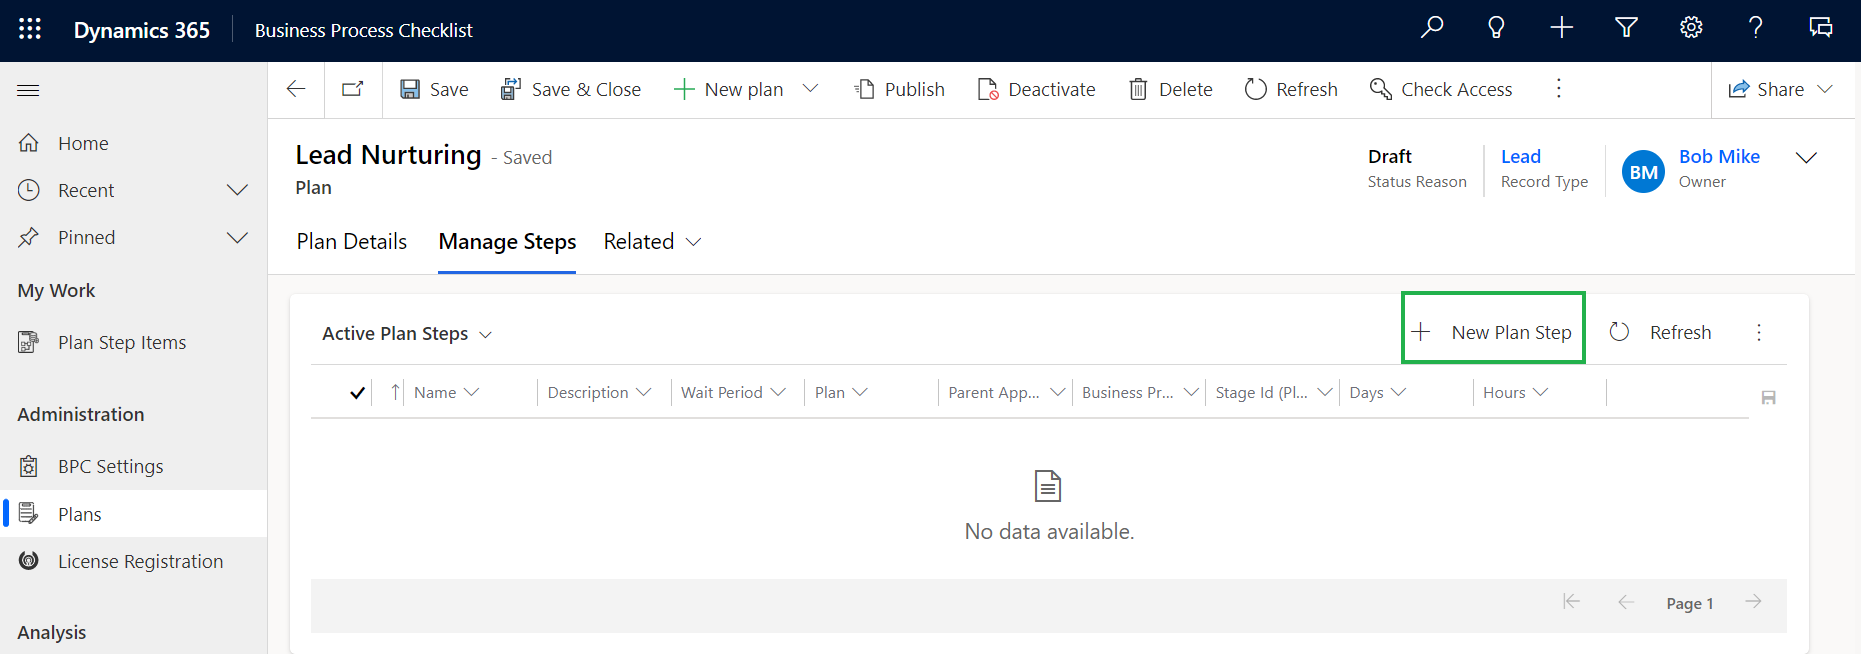 Dynamics 365 Business Process Checklist
Save Save & Close New plan Publish Deactivate Delete Refresh Check Access Share
Home
Recent
Pinned
My Work
Plan Step Items
Administration
BPC Settings
Plans
License Registration
Analysis
Lead Nurturing - Saved
Plan
Draft
Status Reason
Lead
Record Type
BM
Bob Mike
Owner
Plan Details Manage Steps Related
Active Plan Steps New Plan Step Refresh
Name Description Wait Period Plan Parent App... Business Pr... Stage Id (Pl... Days Hours
No data available.
Page 1